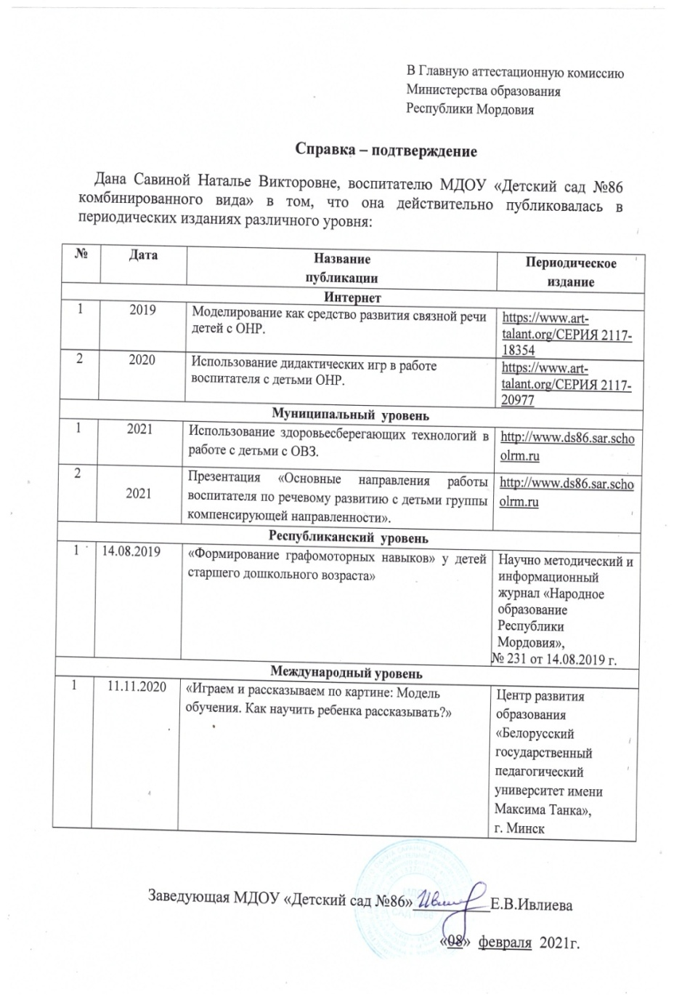 В Главную аттестационную комиссию
Министерства образования
Республики Мордовия
Справка – подтверждение
Дана Савиной Наталье Викторовне, воспитателю МДОУ «Детский сад №86
комбинированного вида» в том, что она действительно публиковалась в
периодических изданиях различного уровня:
№ Дата Название Периодическое
публикации издание
Интернет
1 2019 Моделирование как средство развития связной речи https://www.art-
детей с ОНР. talant.org/СЕРИЯ 2117-
18354
2 2020 Использование дидактических игр в работе https://www.art-
воспитателя с детьми ОНР. talant.org/СЕРИЯ 2117-
20977
Муниципальный уровень
1 2021 Использование здоровьесберегающих технологий в http://www.ds86.sar.scho
работе с детьми с ОВЗ. olrm.ru
2 Презентация «Основные направления работы http://www.ds86.sar.scho
2021 воспитателя по речевому развитию с детьми группы olrm.ru
компенсирующей направленности».
Республиканский уровень
1 14.08.2019 «Формирование графомоторных навыков» у детей Научно методический и
старшего дошкольного возраста» информационный
журнал «Народное
образование
Республики
Мордовия»,
№ 231 от 14.08.2019 г.
Международный уровень
1 11.11.2020 «Играем и рассказываем по картине: Модель Центр развития
обучения. Как научить ребенка рассказывать?» образования
«Белорусский
государственный
педагогический
университет имени
Максима Танка»,
г. Минск
Заведующая МДОУ «Детский сад №86» Е.В.Ивлиева
«08» февраля 2021г.